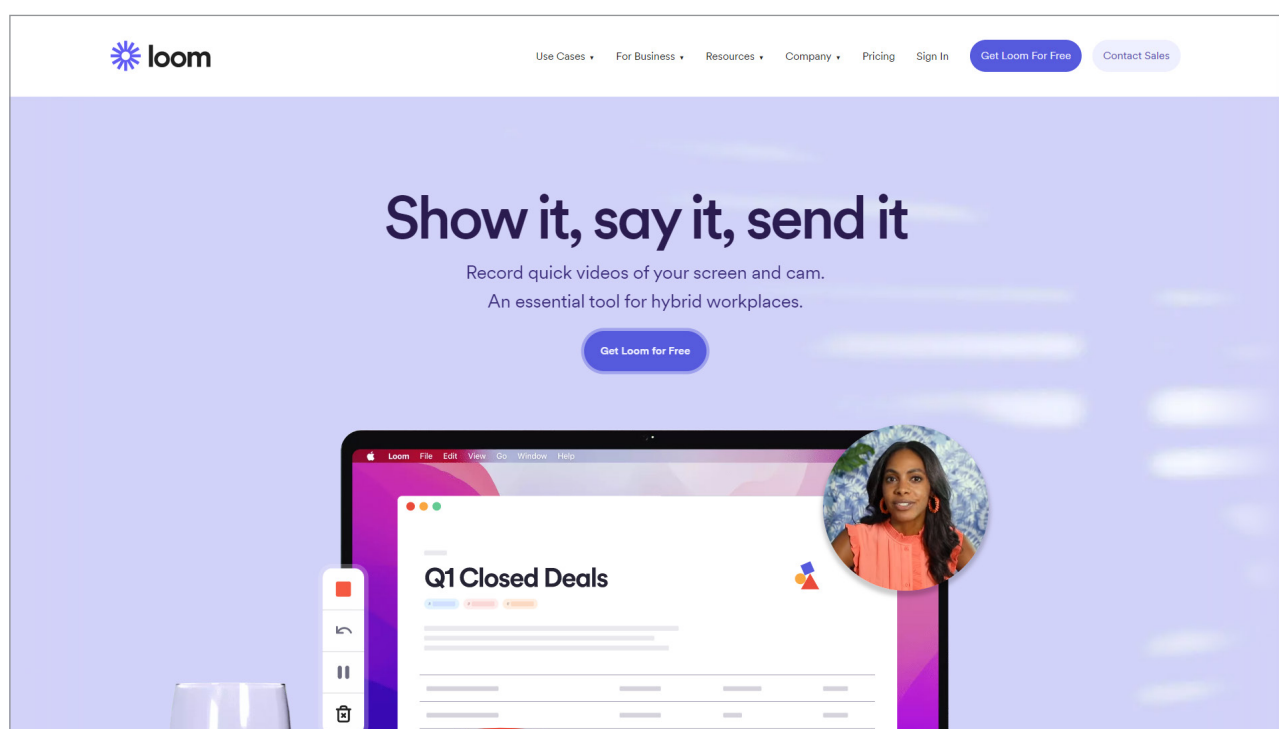 loom
Use Cases For Business Resources Company Pricing Sign In Get Loom For Free Contact Sales
Show it, say it, send it
Record quick videos of your screen and cam.
An essential tool for hybrid workplaces.
Get Loom for Free
Loom File Edit View Go Window Help
Q1 Closed Deals